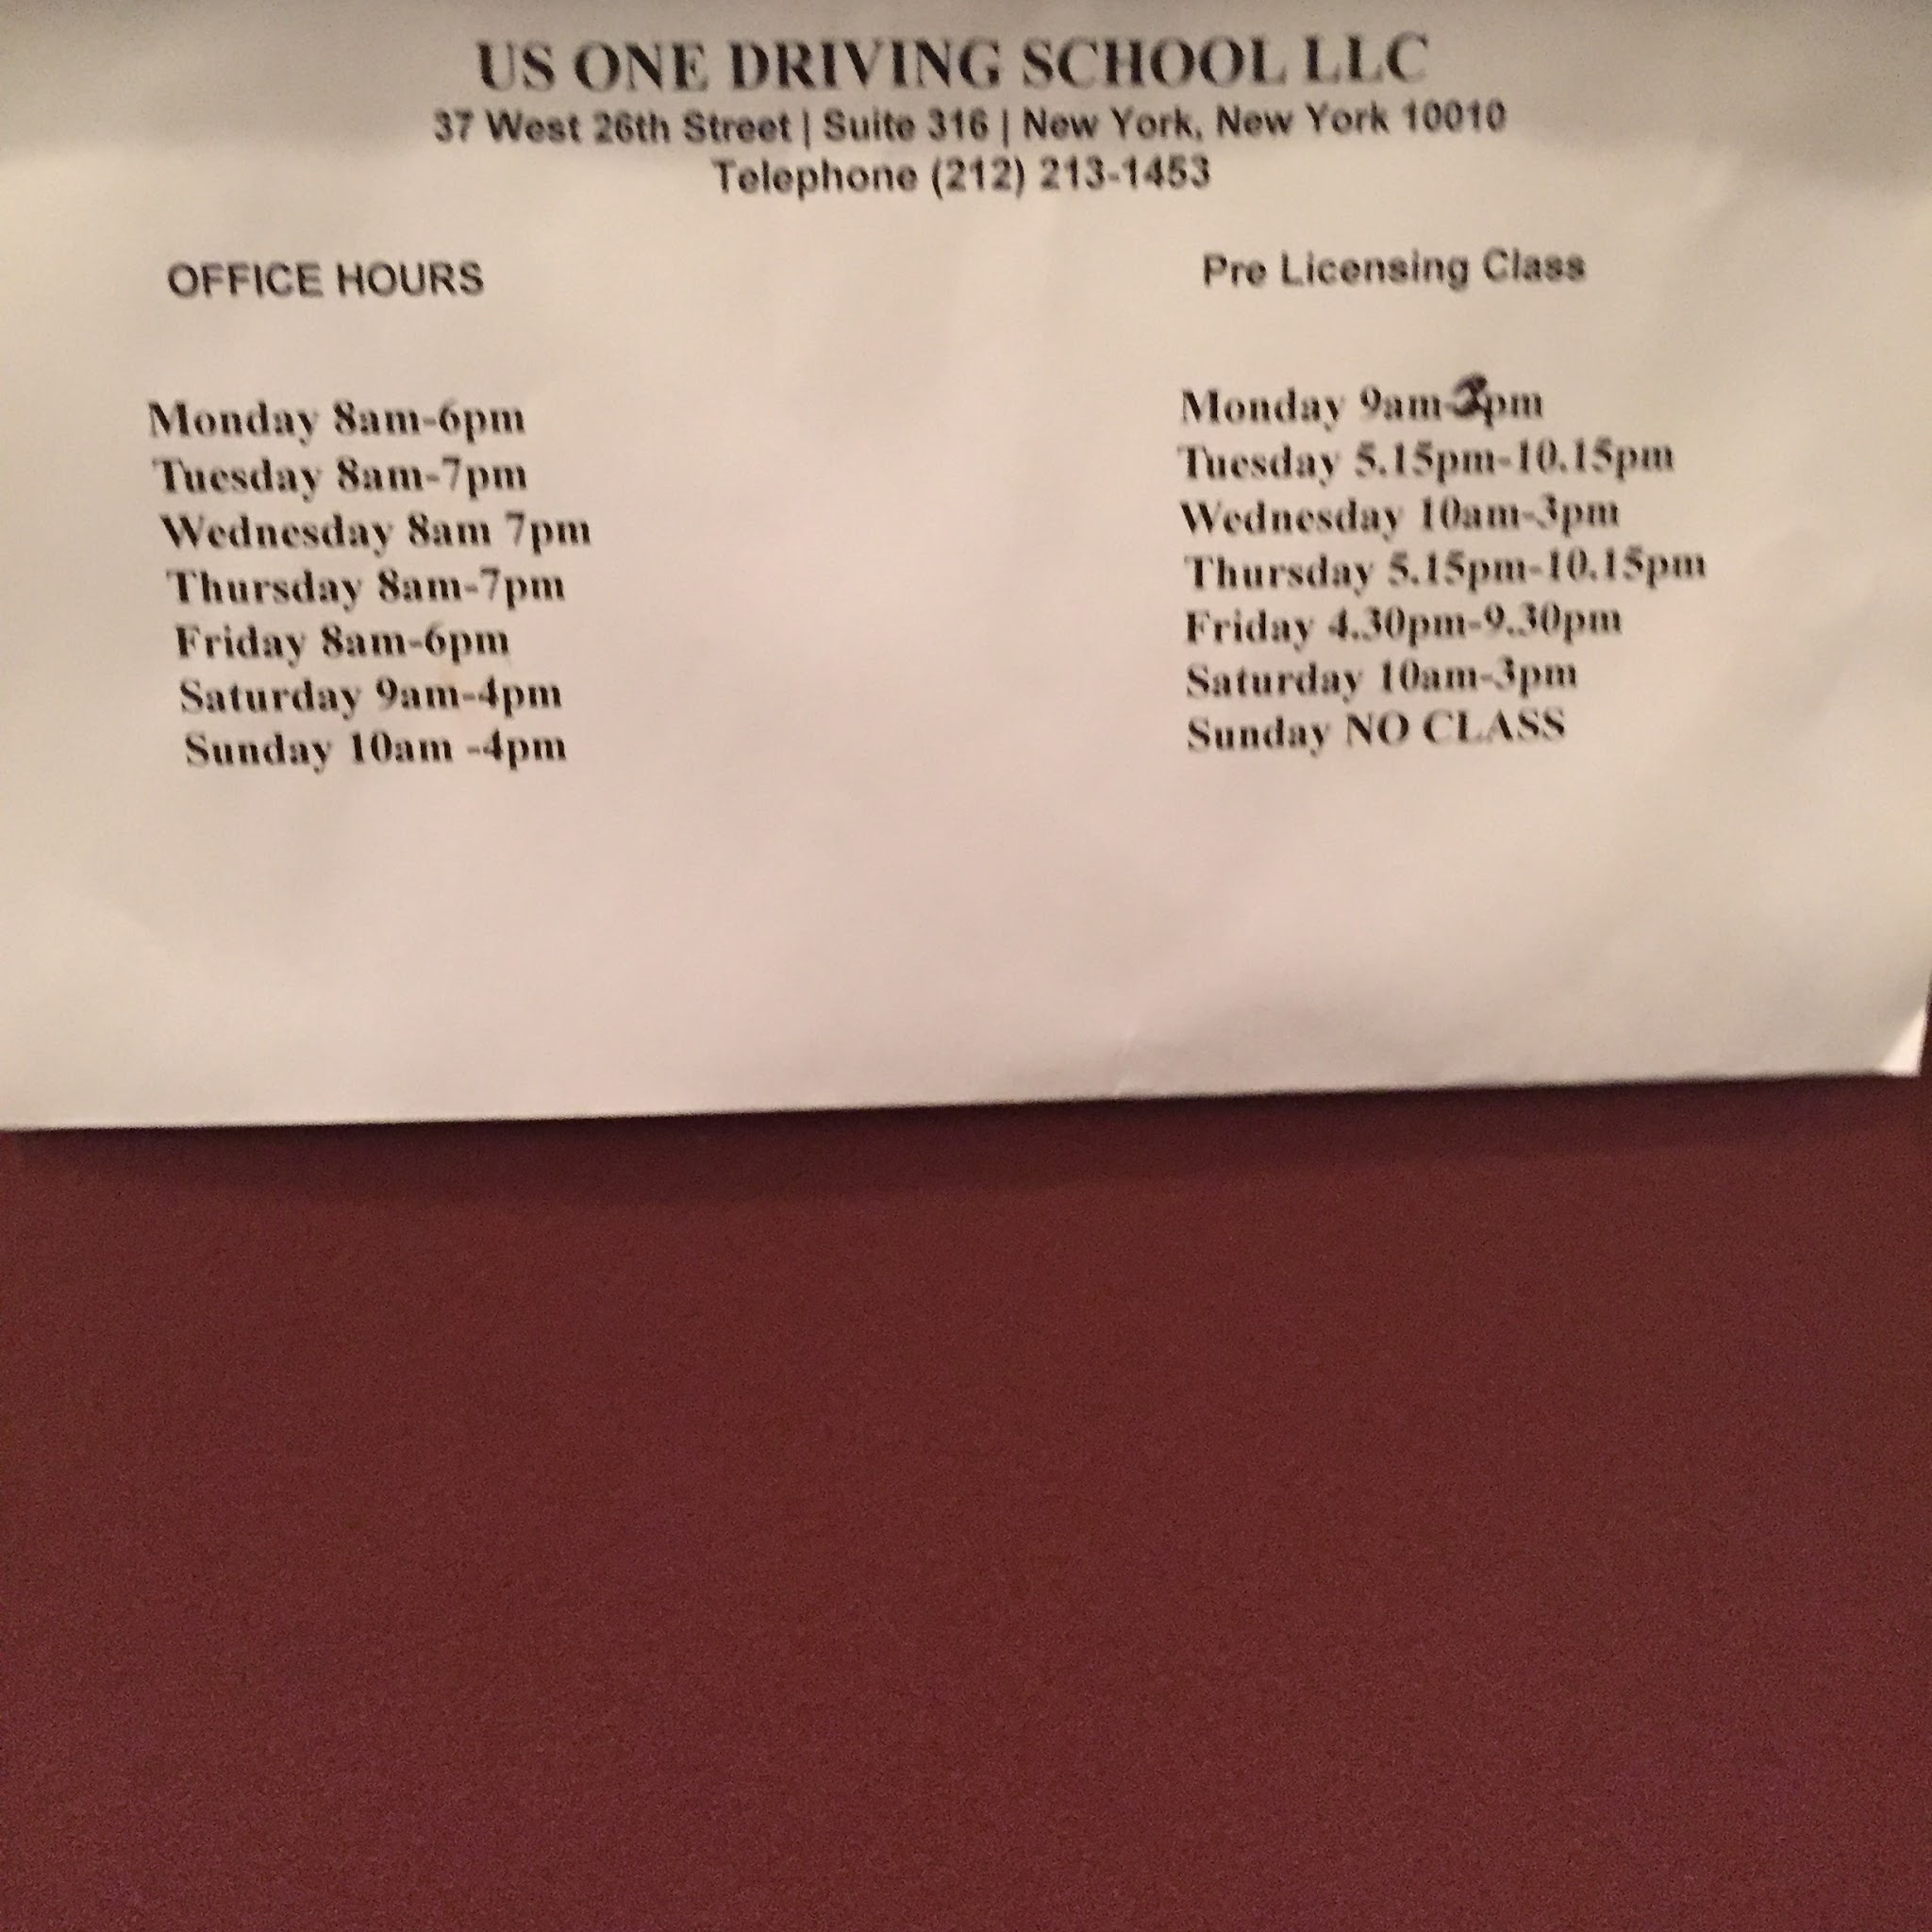 US ONE DRIVING SCHOOL LLC
37 West 26th Street | Suite 316 | New York, New York 10010
Telephone (212) 213-1453
OFFICE HOURS
Monday 8am-6pm
Tuesday 8am-7pm
Wednesday 8am 7pm
Thursday 8am-7pm
Friday 8am-6pm
Saturday 9am-4pm
Sunday 10am -4pm
Pre Licensing Class
Monday 9am-2pm
Tuesday 5.15pm-10.15pm
Wednesday 10am-3pm
Thursday 5.15pm-10.15pm
Friday 4.30pm-9.30pm
Saturday 10am-3pm
Sunday NO CLASS